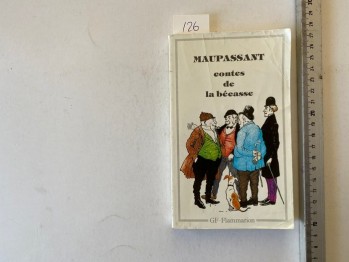 126
MAUPASSANT
contes
de
la bécasse
GF Flammarion